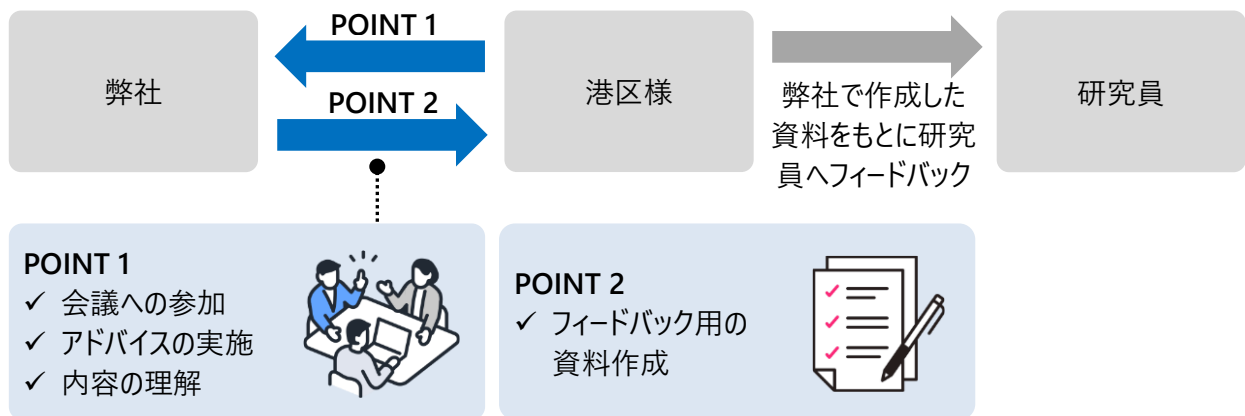 POINT 1
弊社
港区様
研究員
POINT 2
弊社で作成した
資料をもとに研究
員へフィードバック
POINT 1
✓ 会議への参加
✓ アドバイスの実施
✓ 内容の理解
POINT 2
✓ フィードバック用の
資料作成